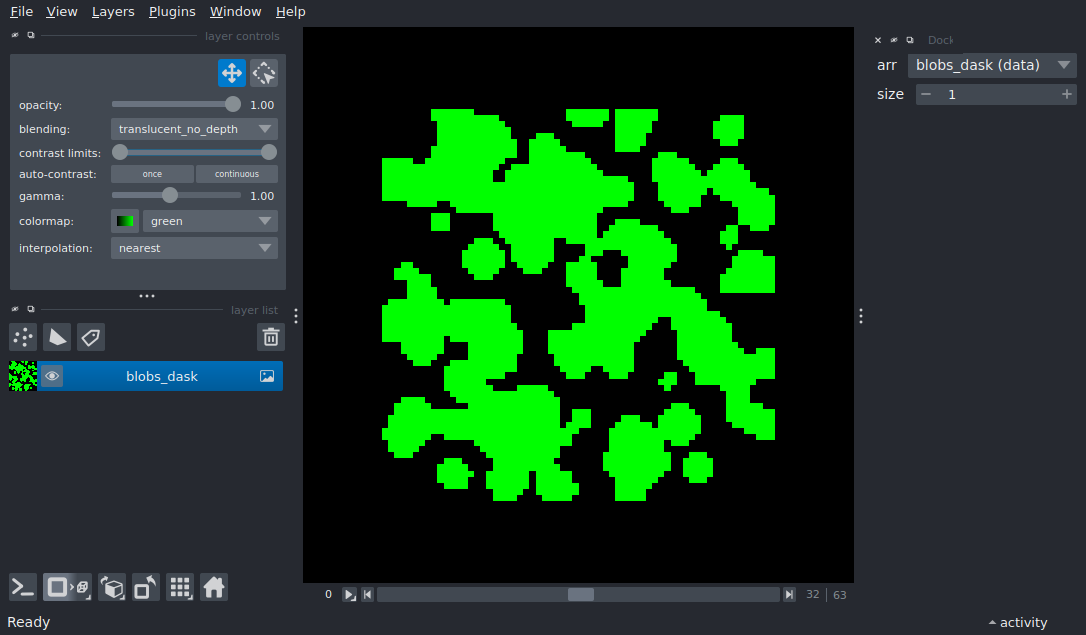 File View Layers Plugins Window Help
layer controls
opacity: 1.00
blending: translucent_no_depth
contrast limits:
auto-contrast: once continuous
gamma: 1.00
colormap: green
interpolation: nearest
layer list
blobs_dask
Dock
arr blobs_dask (data)
size 1
0 32 63
Ready activity